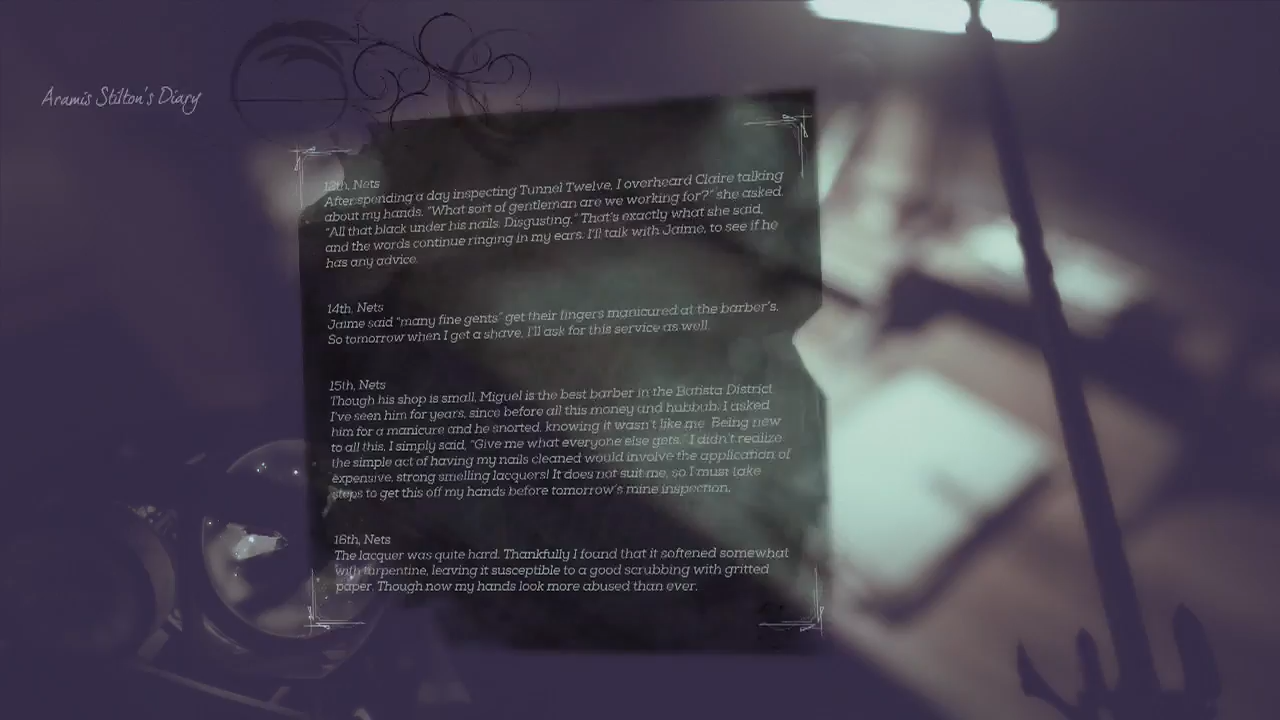 Aramis Stilton's Diary
13th, Nets
After spending a day inspecting Tunnel Twelve, I overheard Claire talking
about my hands. "What sort of gentleman are we working for?" she asked.
"All that black under his nails. Disgusting." That's exactly what she said,
and the words continue ringing in my ears. I'll talk with Jaime, to see if he
has any advice.
14th, Nets
Jaime said "many fine gents" get their fingers manicured at the barber's.
So tomorrow when I get a shave, I'll ask for this service as well.
15th, Nets
Though his shop is small, Miguel is the best barber in the Batista District.
I've seen him for years, since before all this money and hubbub. I asked
him for a manicure and he snorted, knowing it wasn't like me. Being new
to all this, I simply said, "Give me what everyone else gets." I didn't realize
the simple act of having my nails cleaned would involve the application of
expensive, strong smelling lacquers! It does not suit me, so I must take
steps to get this off my hands before tomorrow's mine inspection.
16th, Nets
The lacquer was quite hard. Thankfully I found that it softened somewhat
with turpentine, leaving it susceptible to a good scrubbing with gritted
paper. Though now my hands look more abused than ever.